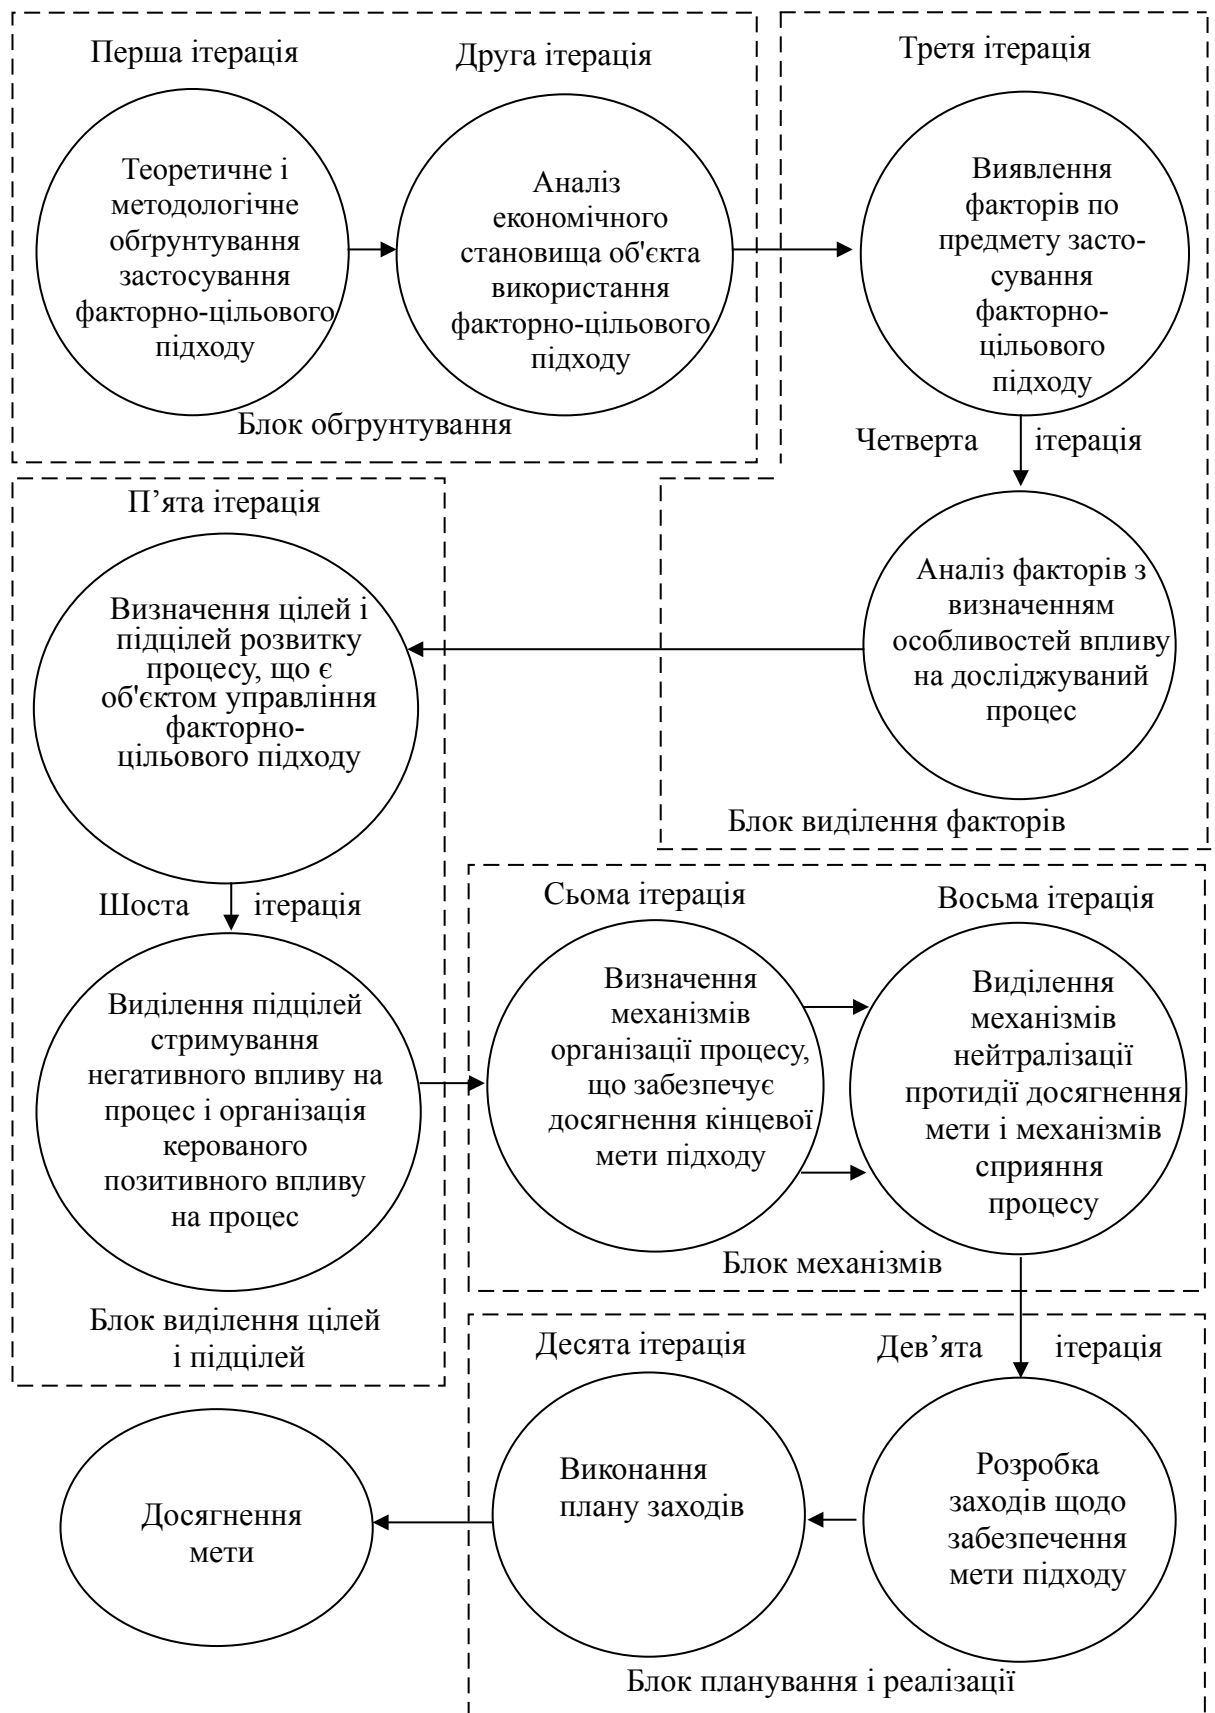 Перша ітерація
Теоретичне і
методологічне
обґрунтування
застосування
факторно-цільового
підходу
Друга ітерація
Аналіз
економічного
становища об'єкта
використання
факторно-цільового
підходу
Блок обгрунтування
Третя ітерація
Виявлення
факторів по
предмету засто-
сування
факторно-
цільового
підходу
Четверта ітерація
Аналіз факторів з
визначенням
особливостей впливу
на досліджуваний
процес
Блок виділення факторів
П’ята ітерація
Визначення цілей і
підцілей розвитку
процесу, що є
об'єктом управління
факторно-
цільового підходу
Шоста ітерація
Виділення підцілей
стримування
негативного впливу на
процес і організація
керованого
позитивного впливу
на процес
Блок виділення цілей
і підцілей
Сьома ітерація
Визначення
механізмів
організації процесу,
що забезпечує
досягнення кінцевої
мети підходу
Восьма ітерація
Виділення
механізмів
нейтралізації
протидії досягнення
мети і механізмів
сприяння
процесу
Блок механізмів
Дев’ята ітерація
Розробка
заходів щодо
забезпечення
мети підходу
Десята ітерація
Виконання
плану заходів
Блок планування і реалізації
Досягнення
мети